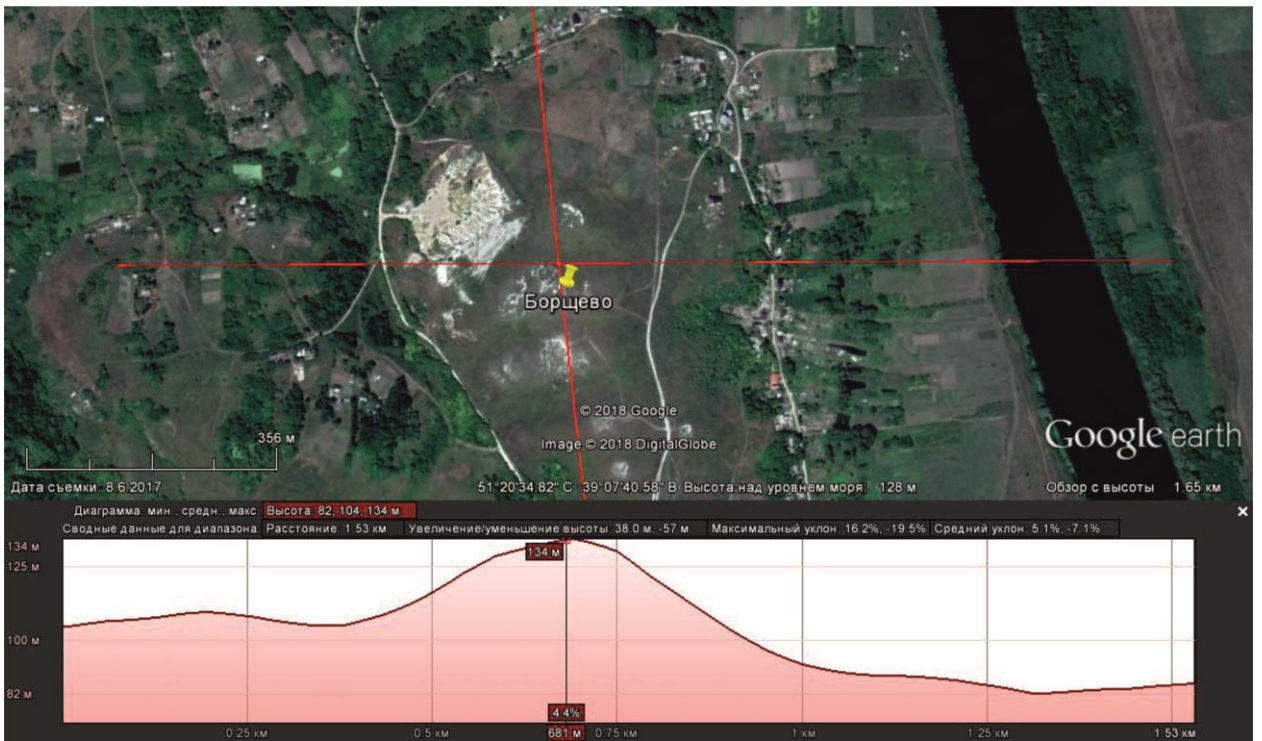 Борщево
© 2018 Google
356 м
Image © 2018 DigitalGlobe
Google earth
Дата съемки: 8.6.2017 51°20'34.82" С 39°07'40.58" В Высота над уровнем моря: 128 м Обзор с высоты 1.65 км
Диаграмма: мин., средн., макс. Высота: 82, 104, 134 м
Сводные данные для диапазона: Расстояние: 1.53 км Увеличение/уменьшение высоты: 38.0 м, -57 м Максимальный уклон: 16.2%, -19.5% Средний уклон: 5.1%, -7.1%
134 м
134 м
125 м
100 м
82 м
4.4%
0.25 км 0.5 км 681 м 0.75 км 1 км 1.25 км 1.53 км